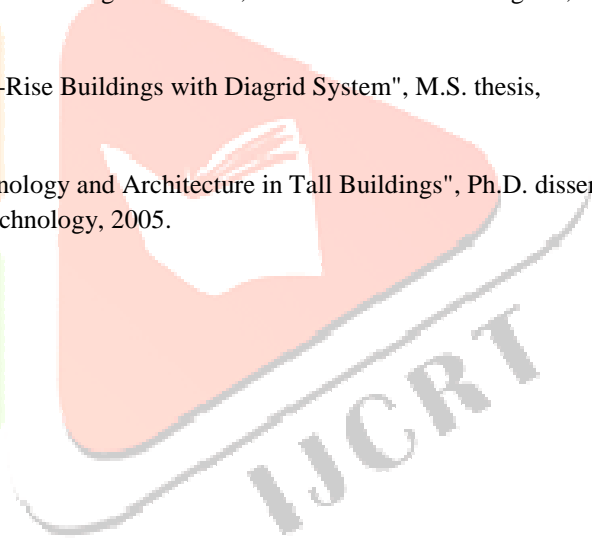 -Rise Buildings with Diagrid System", M.S. thesis,
nology and Architecture in Tall Buildings", Ph.D. disser
chnology, 2005.
IJCRT